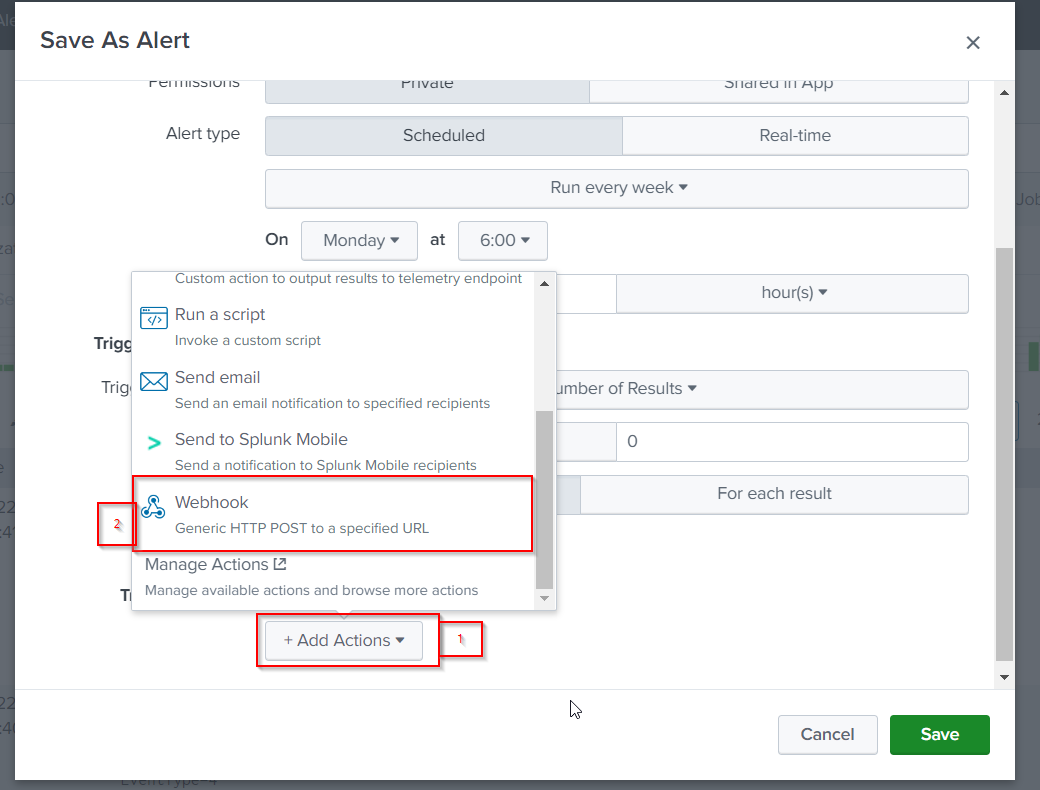 Save As Alert
Permissions
Private
Shared in App
Alert type
Scheduled
Real-time
Run every week
On
Monday
at
6:00
Custom action to output results to telemetry endpoint
hour(s)
Run a script
Invoke a custom script
Trigg
Send email
Send an email notification to specified recipients
Trigg
umber of Results
Send to Splunk Mobile
Send a notification to Splunk Mobile recipients
0
Webhook
Generic HTTP POST to a specified URL
For each result
2
Manage Actions
Manage available actions and browse more actions
+ Add Actions
1
Cancel
Save
EventType=4